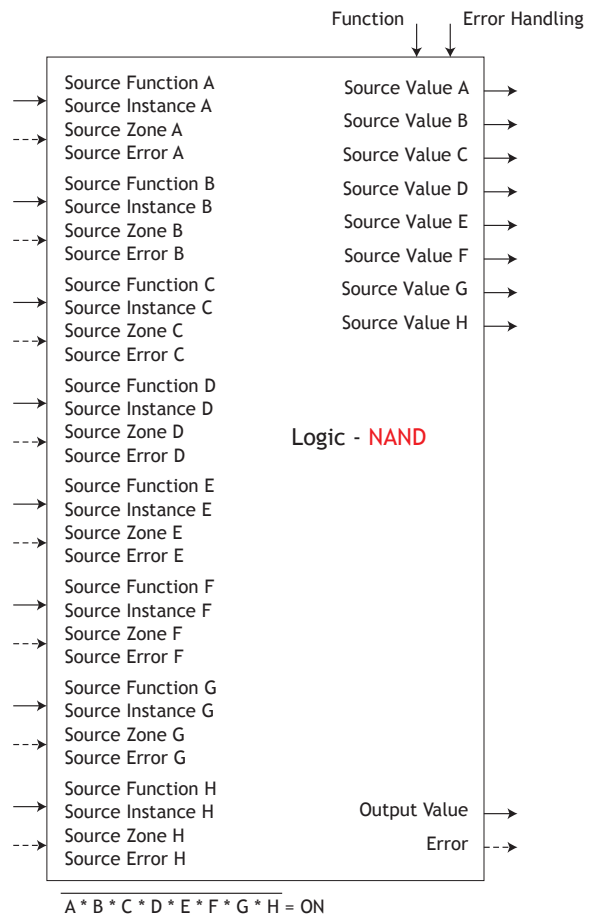 Function Error Handling
Source Function A
Source Instance A
Source Zone A
Source Error A
Source Function B
Source Instance B
Source Zone B
Source Error B
Source Function C
Source Instance C
Source Zone C
Source Error C
Source Function D
Source Instance D
Source Zone D
Source Error D
Source Function E
Source Instance E
Source Zone E
Source Error E
Source Function F
Source Instance F
Source Zone F
Source Error F
Source Function G
Source Instance G
Source Zone G
Source Error G
Source Function H
Source Instance H
Source Zone H
Source Error H
Source Value A
Source Value B
Source Value C
Source Value D
Source Value E
Source Value F
Source Value G
Source Value H
Logic - NAND
Output Value
Error
A * B * C * D * E * F * G * H = ON